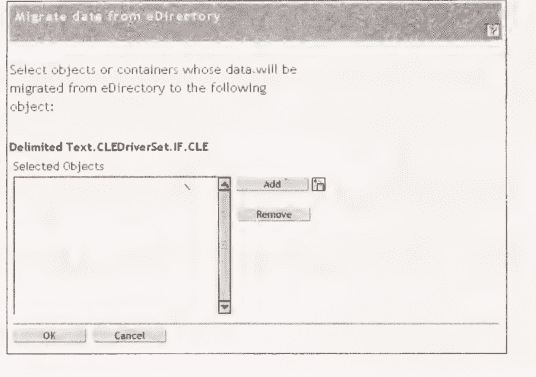 Migrate data from eDirectory
?
Select objects or containers whose data will be
migrated from eDirectory to the following
object:
Delimited Text.CLEDriverSet.IF.CLE
Selected Objects
Add
Remove
OK
Cancel